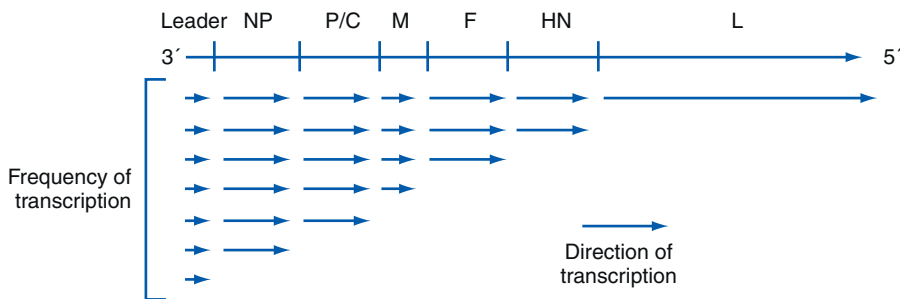 Leader NP P/C M F HN L
3´ 5´
Frequency of
transcription
Direction of
transcription